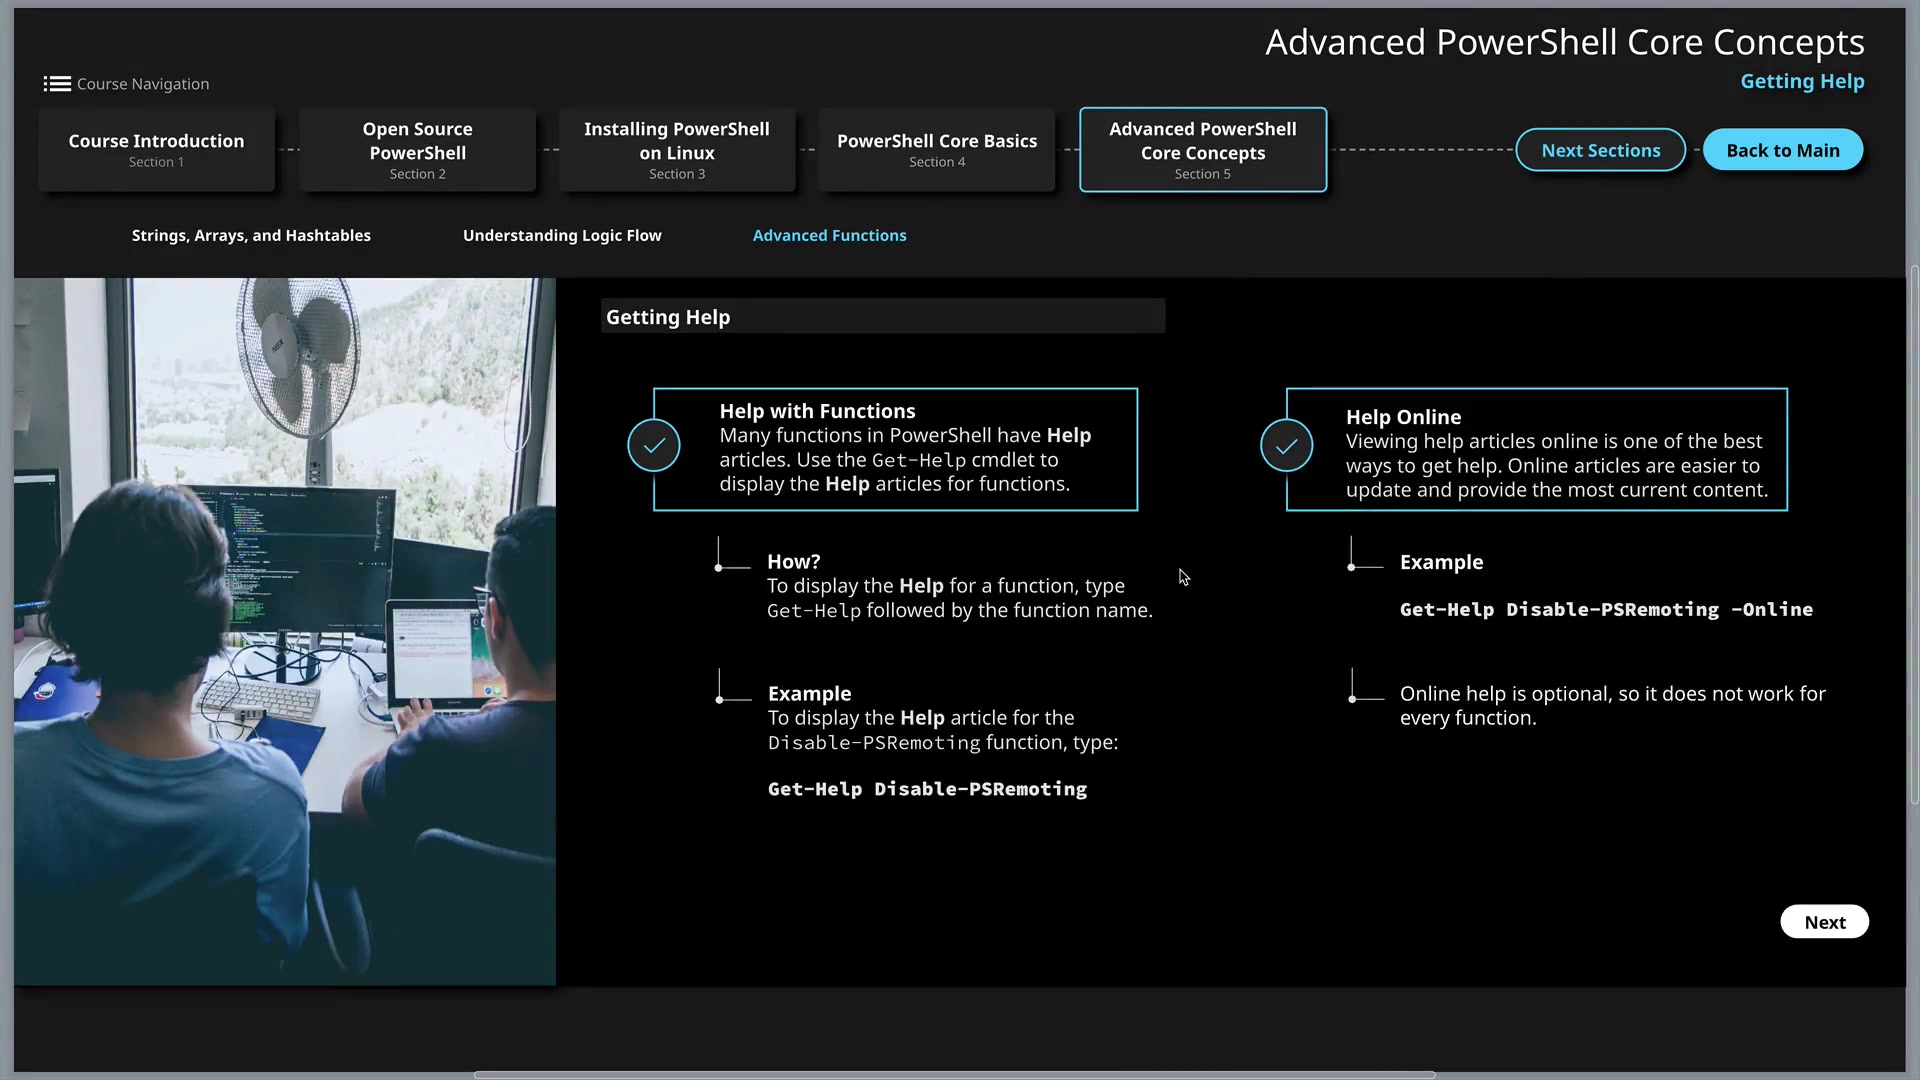 Advanced PowerShell Core Concepts
Getting Help
Course Navigation
Course Introduction
Section 1
Open Source
PowerShell
Section 2
Installing PowerShell
on Linux
Section 3
PowerShell Core Basics
Section 4
Advanced PowerShell
Core Concepts
Section 5
Next Sections
Back to Main
Strings, Arrays, and Hashtables
Understanding Logic Flow
Advanced Functions
Getting Help
Help with Functions
Many functions in PowerShell have Help
articles. Use the Get-Help cmdlet to
display the Help articles for functions.
How?
To display the Help for a function, type
Get-Help followed by the function name.
Example
To display the Help article for the
Disable-PSRemoting function, type:
Get-Help Disable-PSRemoting
Help Online
Viewing help articles online is one of the best
ways to get help. Online articles are easier to
update and provide the most current content.
Example
Get-Help Disable-PSRemoting -Online
Online help is optional, so it does not work for
every function.
Next